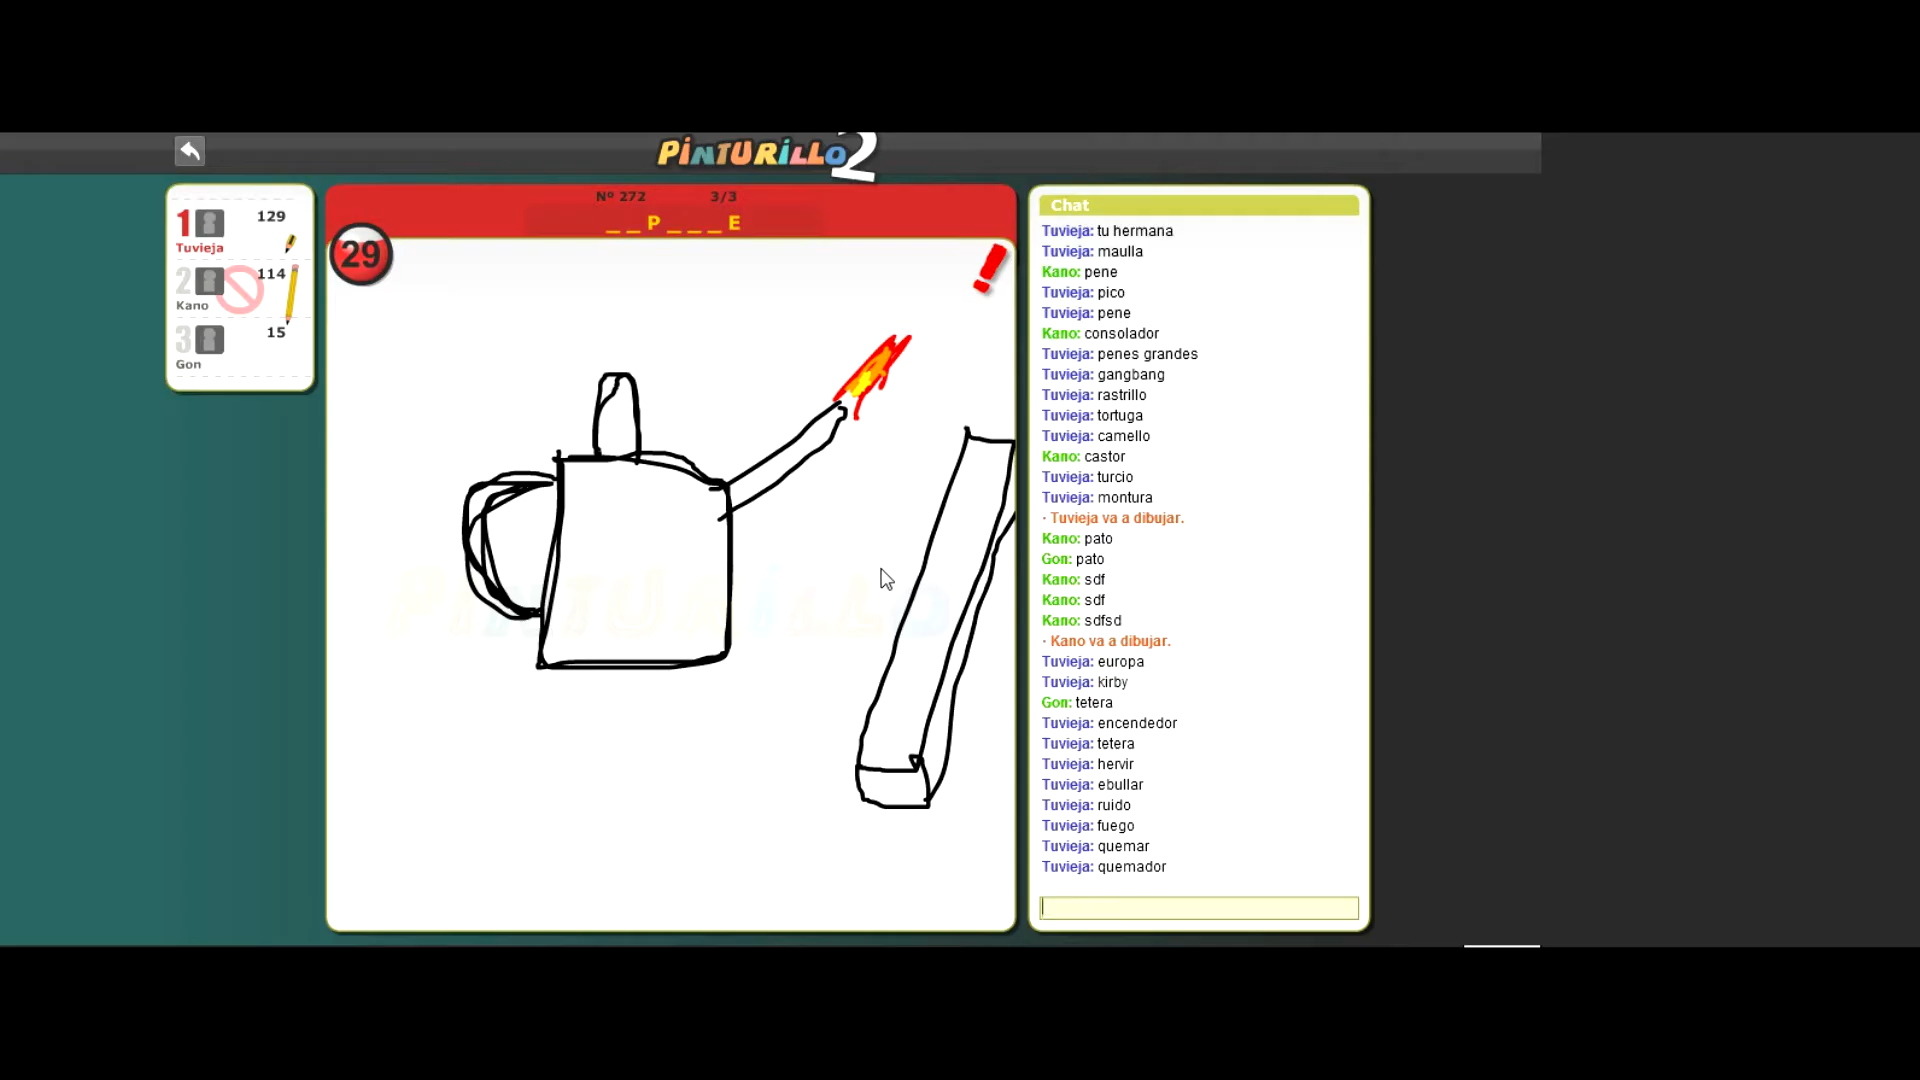 PINTURILLO2
1 129
Tuvieja
2 114
Kano
3 15
Gon
Nº 272 3/3
_ _ P _ _ _ E
29
PINTURILLO
Chat
Tuvieja: tu hermana
Tuvieja: maulla
Kano: pene
Tuvieja: pico
Tuvieja: pene
Kano: consolador
Tuvieja: penes grandes
Tuvieja: gangbang
Tuvieja: rastrillo
Tuvieja: tortuga
Tuvieja: camello
Kano: castor
Tuvieja: turcio
Tuvieja: montura
· Tuvieja va a dibujar.
Kano: pato
Gon: pato
Kano: sdf
Kano: sdf
Kano: sdfsd
· Kano va a dibujar.
Tuvieja: europa
Tuvieja: kirby
Gon: tetera
Tuvieja: encendedor
Tuvieja: tetera
Tuvieja: hervir
Tuvieja: ebullar
Tuvieja: ruido
Tuvieja: fuego
Tuvieja: quemar
Tuvieja: quemador